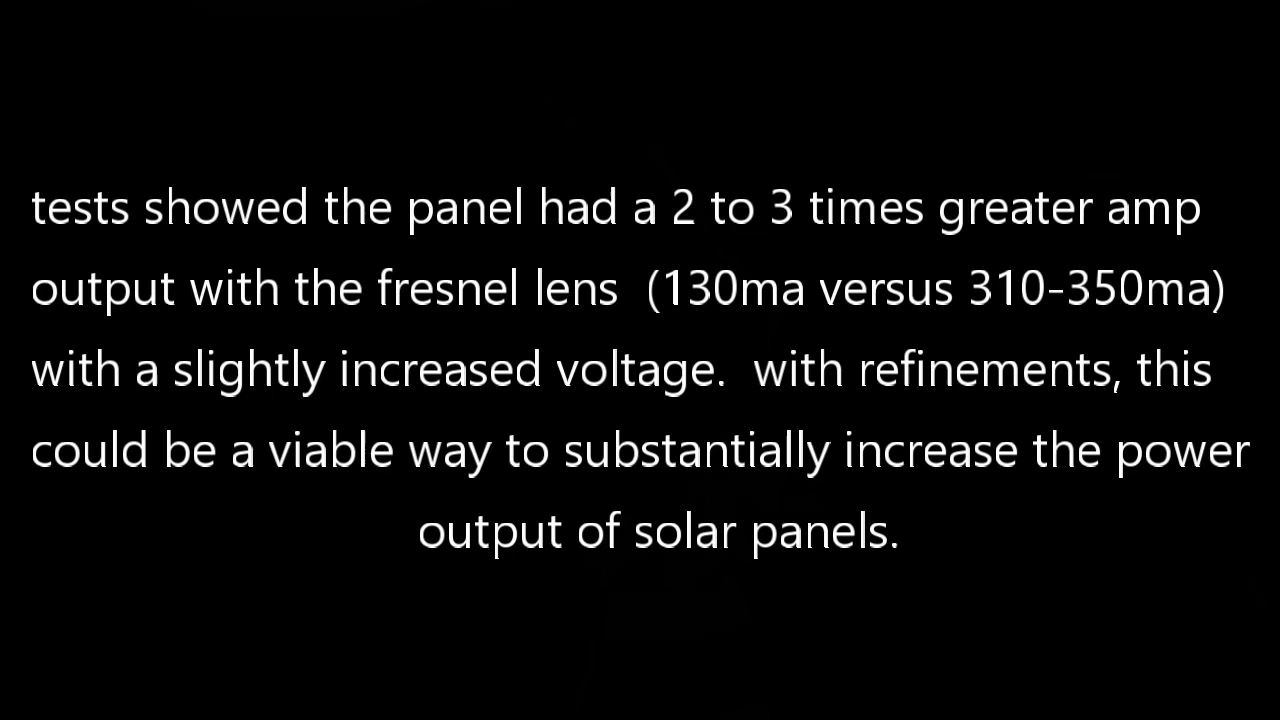 tests showed the panel had a 2 to 3 times greater amp
output with the fresnel lens  (130ma versus 310-350ma)
with a slightly increased voltage.  with refinements, this
could be a viable way to substantially increase the power
output of solar panels.